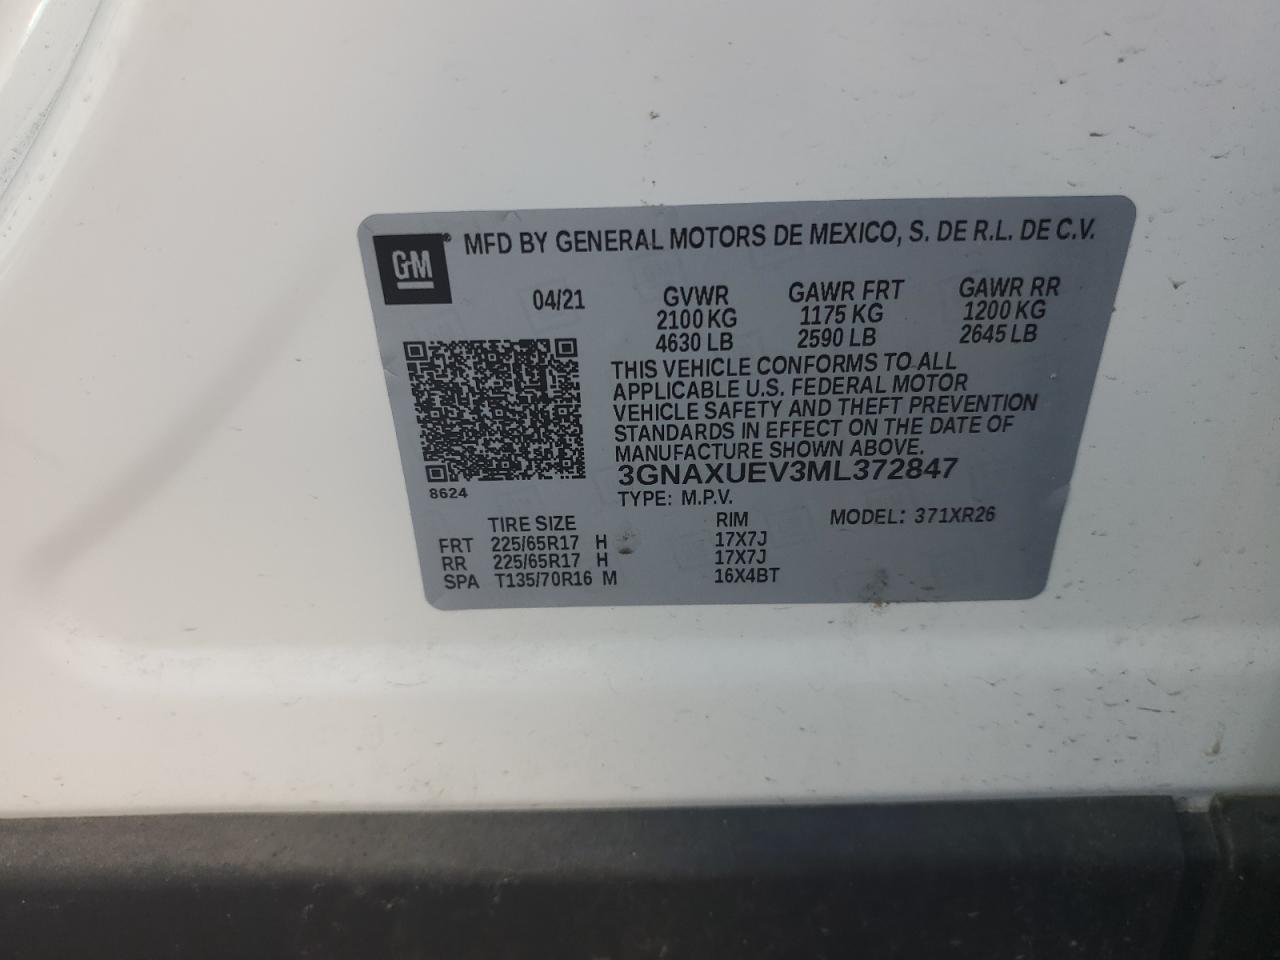 GM® MFD BY GENERAL MOTORS DE MEXICO, S. DE R.L. DE C.V.
04/21 GVWR GAWR FRT GAWR RR
2100 KG 1175 KG 1200 KG
4630 LB 2590 LB 2645 LB
THIS VEHICLE CONFORMS TO ALL
APPLICABLE U.S. FEDERAL MOTOR
VEHICLE SAFETY AND THEFT PREVENTION
STANDARDS IN EFFECT ON THE DATE OF
MANUFACTURE SHOWN ABOVE.
3GNAXUEV3ML372847
8624
TYPE: M.P.V.
TIRE SIZE RIM MODEL: 371XR26
FRT 225/65R17 H 17X7J
RR 225/65R17 H 17X7J
SPA T135/70R16 M 16X4BT